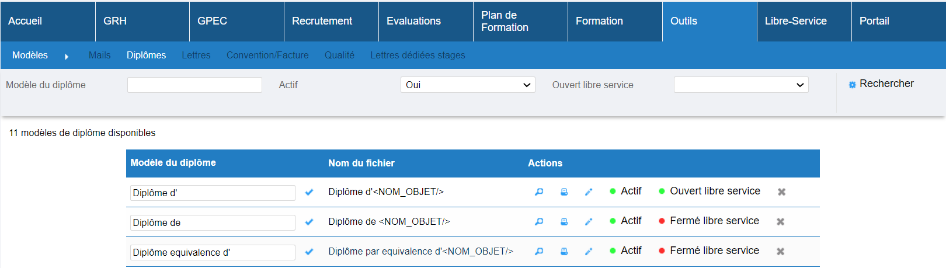 Accueil GRH GPEC Recrutement Evaluations Plan de Formation Formation Outils Libre-Service Portail
Modèles Mails Diplômes Lettres Convention/Facture Qualité Lettres dédiées stages
Modèle du diplôme Actif Oui Ouvert libre service Rechercher
11 modèles de diplôme disponibles
Modèle du diplôme Nom du fichier Actions
Diplôme d' Diplôme d'<NOM_OBJET/> Actif Ouvert libre service
Diplôme de Diplôme de <NOM_OBJET/> Actif Fermé libre service
Diplôme equivalence d' Diplôme par equivalence d'<NOM_OBJET/> Actif Fermé libre service